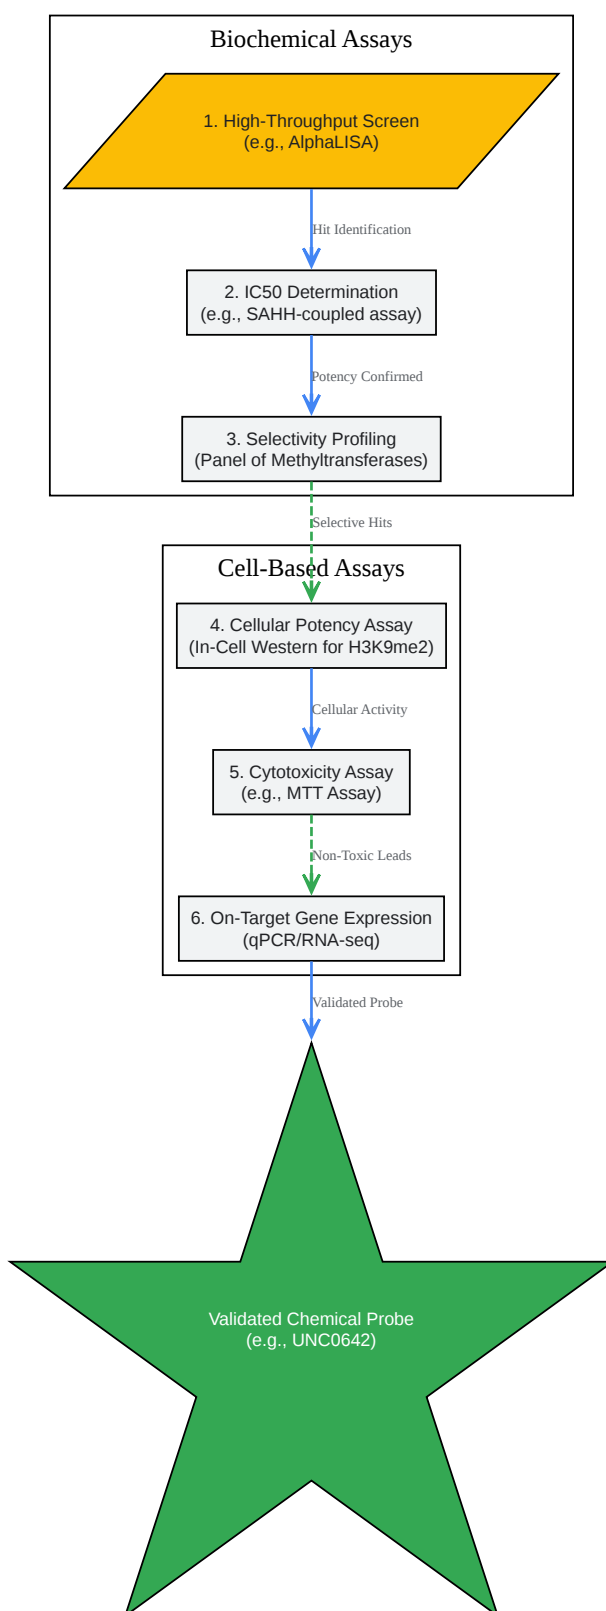 Biochemical Assays
1. High-Throughput Screen
(e.g., AlphaLISA)
Hit Identification
2. IC50 Determination
(e.g., SAHH-coupled assay)
Potency Confirmed
3. Selectivity Profiling
(Panel of Methyltransferases)
Selective Hits
Cell-Based Assays
4. Cellular Potency Assay
(In-Cell Western for H3K9me2)
Cellular Activity
5. Cytotoxicity Assay
(e.g., MTT Assay)
Non-Toxic Leads
6. On-Target Gene Expression
(qPCR/RNA-seq)
Validated Probe
Validated Chemical Probe
(e.g., UNC0642)